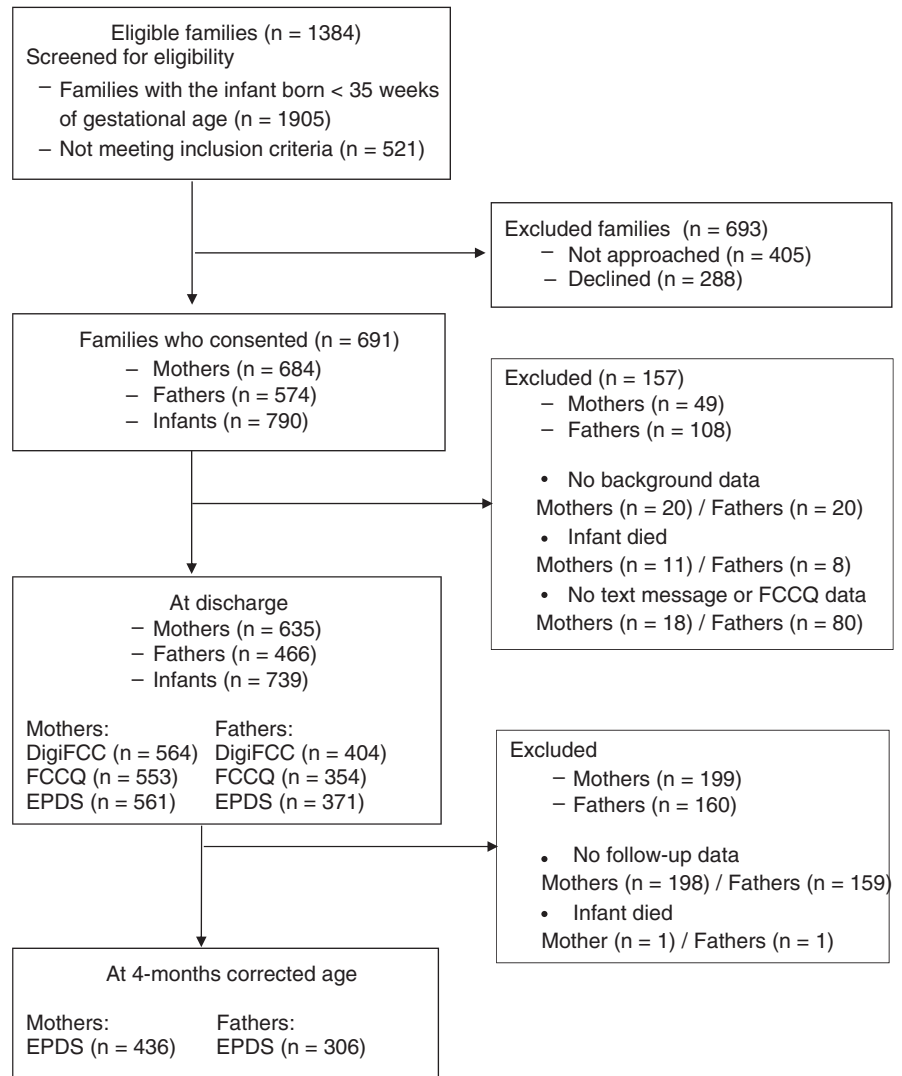 Eligible families (n = 1384)
Screened for eligibility
– Families with the infant born < 35 weeks
of gestational age (n = 1905)
– Not meeting inclusion criteria (n = 521)
Excluded families (n = 693)
– Not approached (n = 405)
– Declined (n = 288)
Families who consented (n = 691)
– Mothers (n = 684)
– Fathers (n = 574)
– Infants (n = 790)
Excluded (n = 157)
– Mothers (n = 49)
– Fathers (n = 108)
• No background data
Mothers (n = 20) / Fathers (n = 20)
• Infant died
Mothers (n = 11) / Fathers (n = 8)
• No text message or FCCQ data
Mothers (n = 18) / Fathers (n = 80)
At discharge
– Mothers (n = 635)
– Fathers (n = 466)
– Infants (n = 739)
Mothers: Fathers:
DigiFCC (n = 564) DigiFCC (n = 404)
FCCQ (n = 553) FCCQ (n = 354)
EPDS (n = 561) EPDS (n = 371)
Excluded
– Mothers (n = 199)
– Fathers (n = 160)
• No follow-up data
Mothers (n = 198) / Fathers (n = 159)
• Infant died
Mother (n = 1) / Fathers (n = 1)
At 4-months corrected age
Mothers: Fathers:
EPDS (n = 436) EPDS (n = 306)